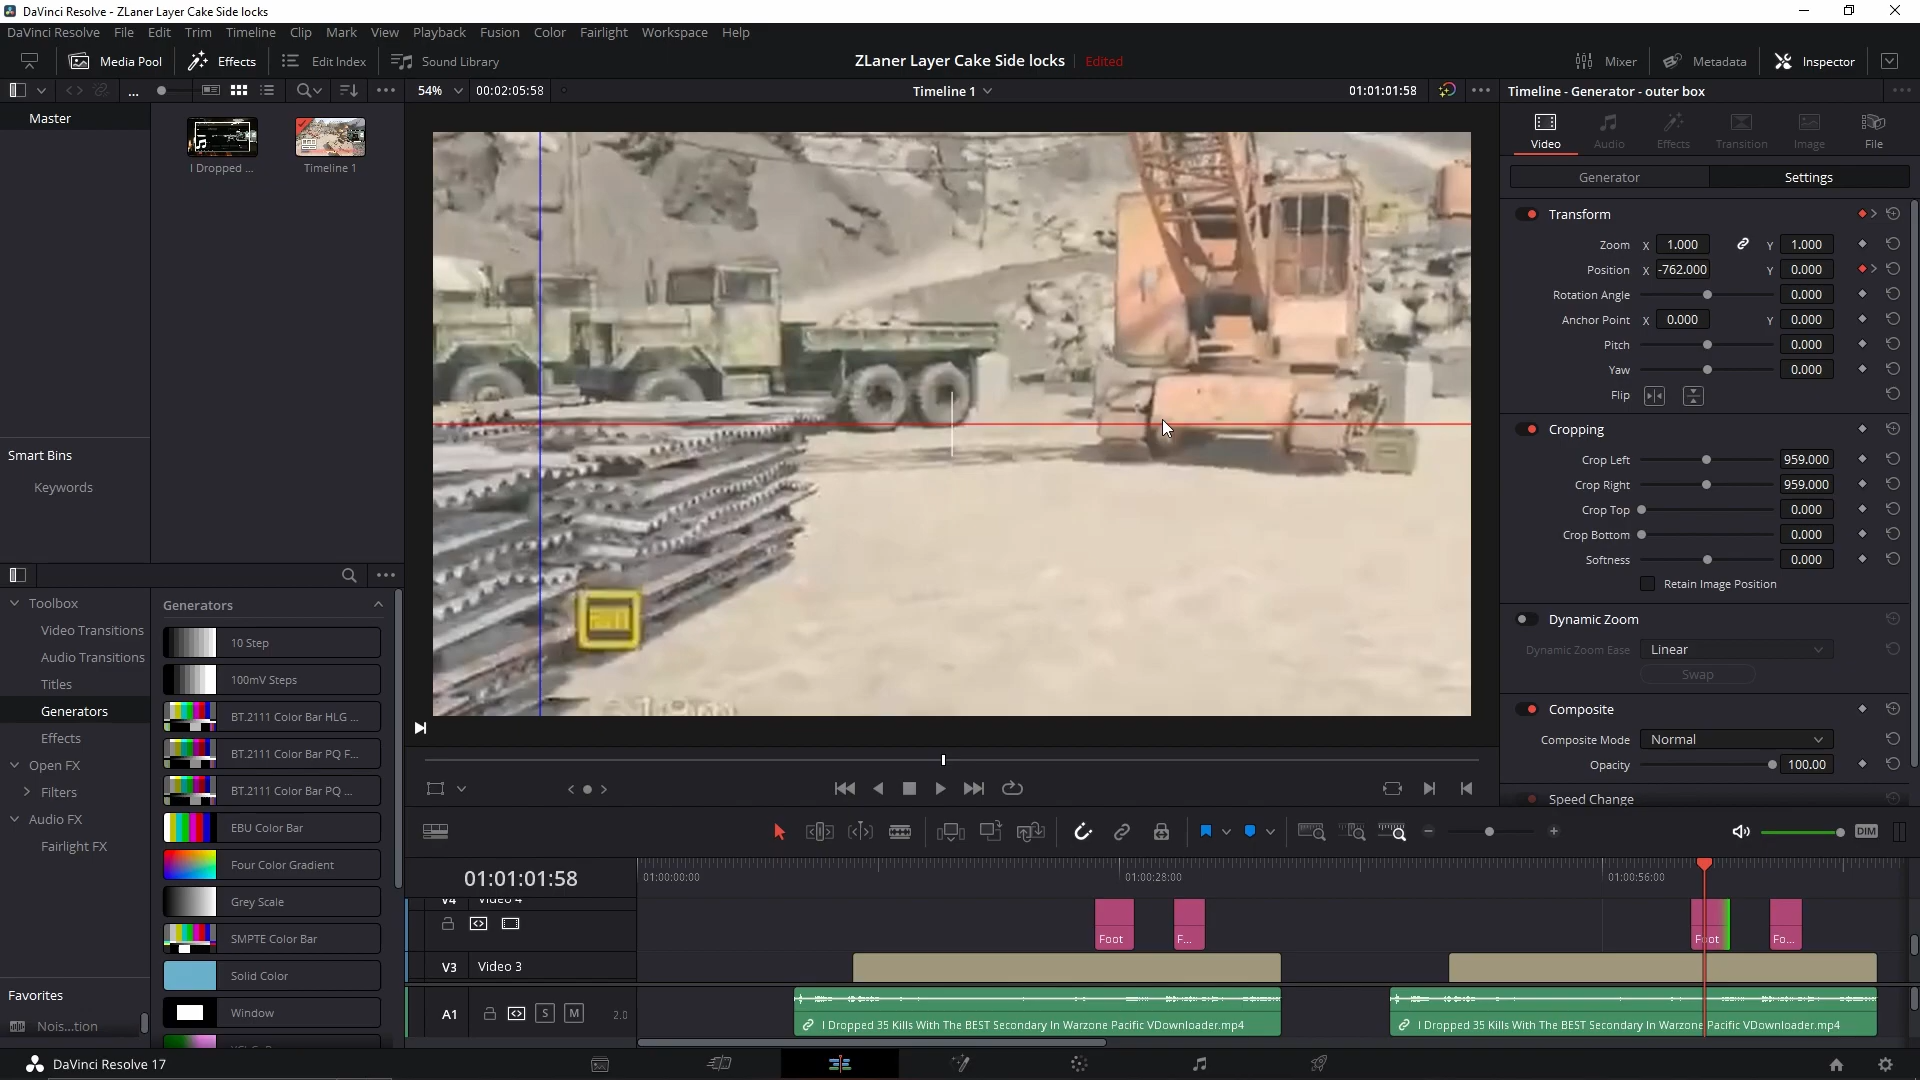 DaVinci Resolve - ZLaner Layer Cake Side locks
DaVinci Resolve File Edit Trim Timeline Clip Mark View Playback Fusion Color Fairlight Workspace Help
Media Pool Effects Edit Index Sound Library ZLaner Layer Cake Side locks Edited Mixer Metadata Inspector
54% 00:02:05:58 Timeline 1 01:01:01:58 Timeline - Generator - outer box
Master
I Dropped ...
Timeline 1
Video Audio Effects Transition Image File
Generator Settings
Transform
Zoom X 1.000 Y 1.000
Position X -762.000 Y 0.000
Rotation Angle 0.000
Anchor Point X 0.000 Y 0.000
Pitch 0.000
Yaw 0.000
Flip
Cropping
Crop Left 959.000
Crop Right 959.000
Crop Top 0.000
Crop Bottom 0.000
Softness 0.000
Retain Image Position
Dynamic Zoom
Dynamic Zoom Ease Linear
Swap
Composite
Composite Mode Normal
Opacity 100.00
Speed Change
Smart Bins
Keywords
Toolbox
Video Transitions
Audio Transitions
Titles
Generators
Effects
Open FX
Filters
Audio FX
Fairlight FX
Favorites
Nois...tion
Generators
10 Step
100mV Steps
BT.2111 Color Bar HLG ...
BT.2111 Color Bar PQ F...
BT.2111 Color Bar PQ ...
EBU Color Bar
Four Color Gradient
Grey Scale
SMPTE Color Bar
Solid Color
Window
DIM
01:01:01:58 01:00:00:00 01:00:28:00 01:00:56:00
V4 Video 4
Foot F... Foot Fo...
V3 Video 3
A1 S M 2.0
I Dropped 35 Kills With The BEST Secondary In Warzone Pacific VDownloader.mp4
I Dropped 35 Kills With The BEST Secondary In Warzone Pacific VDownloader.mp4
DaVinci Resolve 17